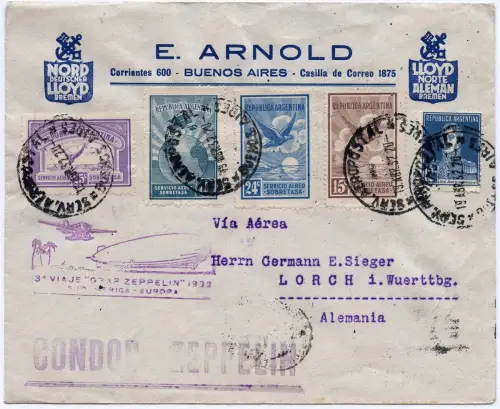 E. ARNOLD
Corrientes 600 - BUENOS AIRES - Casilla de Correo 1875
NORD
DEUTSCHER
LLOYD
BREMEN
LLOYD
NORTE
ALEMAN
BREMEN
REPUBLICA ARGENTINA
SERVICIO AEREO
SOBRETASA
REPUBLICA ARGENTINA
24cs
SERVICIO AEREO
SOBRETASA
REPUBLICA ARGENTINA
15
SERVICIO AEREO
SOBRETASA
REPUBLICA ARGENTINA
Vía Aérea
Herrn Germann E.Sieger
LORCH i.Wuerttbg.
Alemania
3er VIAJE "GRAF ZEPPELIN" 1932
SUD AMERICA - EUROPA
CONDOR ZEPPELIN